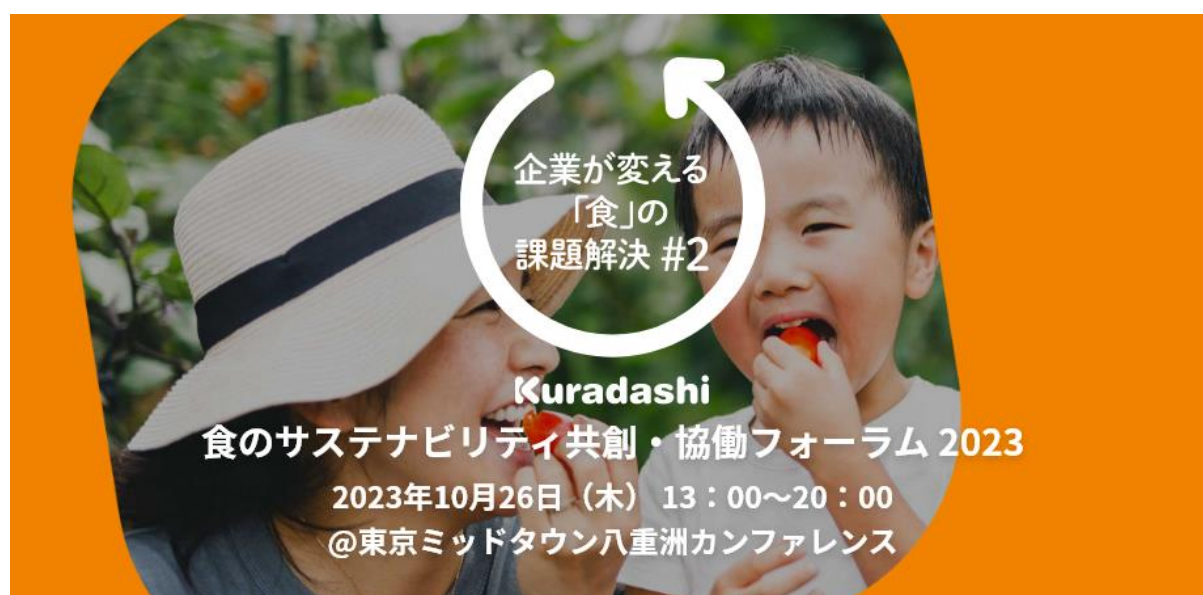 企業が変える
「食」の
課題解決 #2
Kuradashi
食のサステナビリティ共創・協働フォーラム 2023
2023年10月26日（木） 13：00～20：00
@東京ミッドタウン八重洲カンファレンス